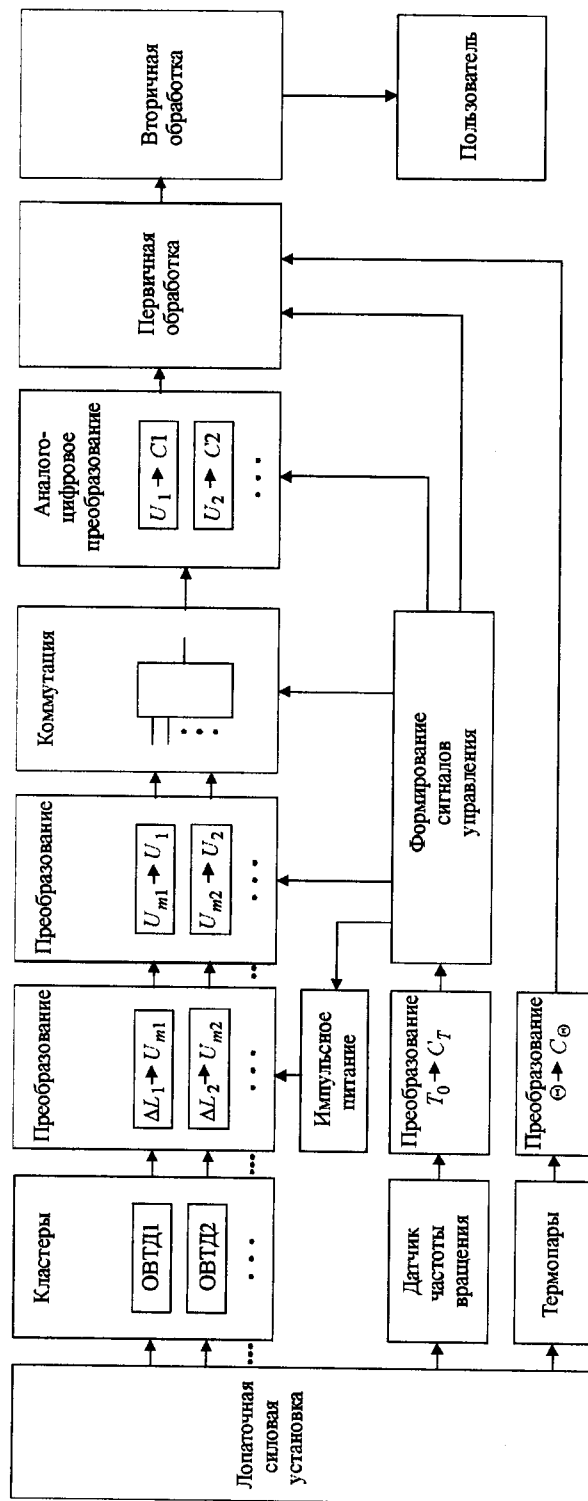 Лопаточная
силовая
установка
Кластеры
ОВТД1
ОВТД2
• • •
Преобразование
ΔL₁→Uₘ₁
ΔL₂→Uₘ₂
• • •
Преобразование
Uₘ₁→U₁
Uₘ₂→U₂
• • •
Коммутация
• • •
Аналого-
цифровое
преобразование
U₁→C1
U₂→C2
• • •
Первичная
обработка
Вторичная
обработка
Импульсное
питание
Датчик
частоты
вращения
Преобразование
T₀→C_T
Формирование
сигналов
управления
Пользователь
Термопары
Преобразование
Θ→C_Θ